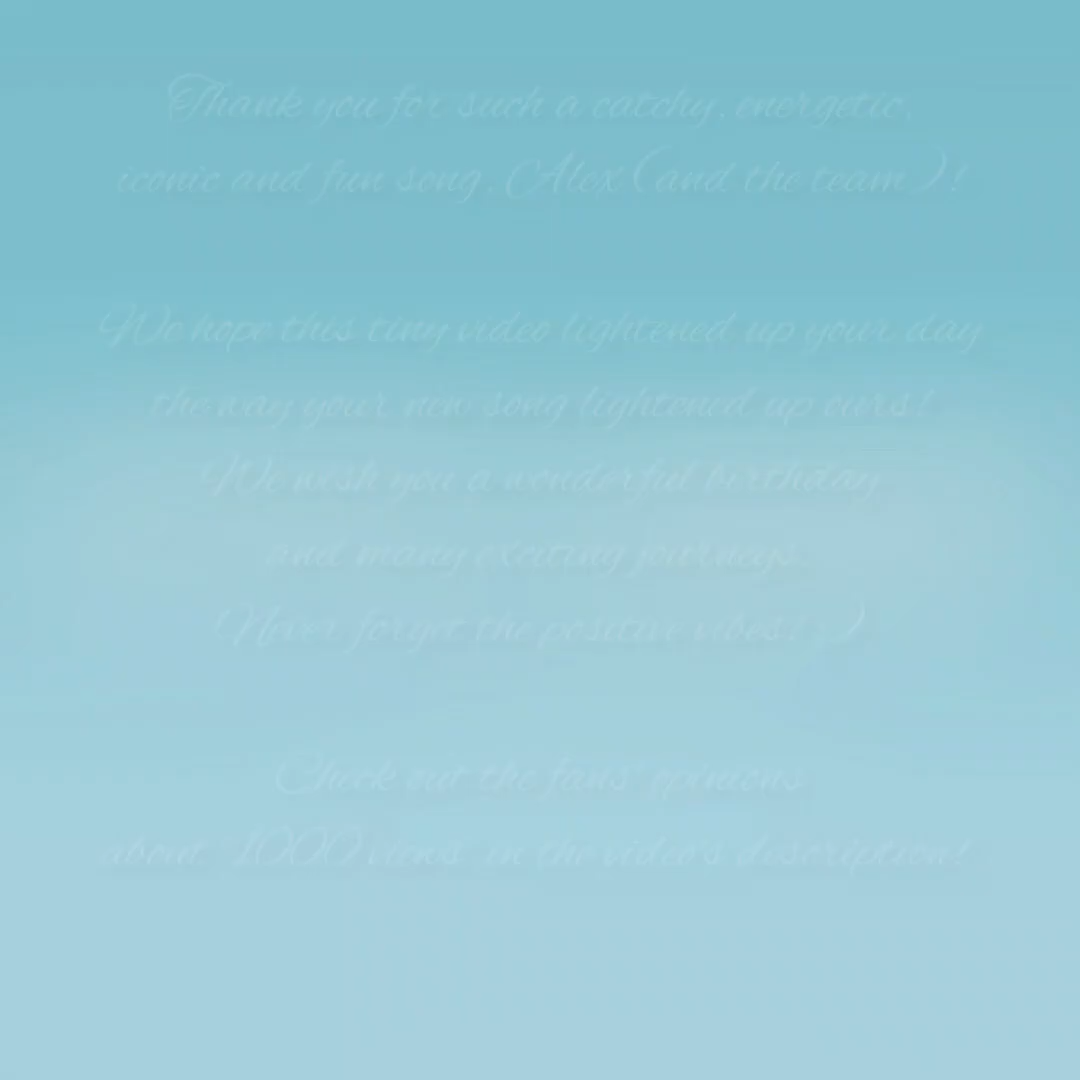 Thank you for such a catchy, energetic,
iconic and fun song, Alex (and the team)!
We hope this tiny video lightened up your day
the way your new song lightened up ours!
We wish you a wonderful birthday
and many exciting journeys.
Never forget the positive vibes! ;)
Check out the fans' opinions
about "1000 views" in the video's description!